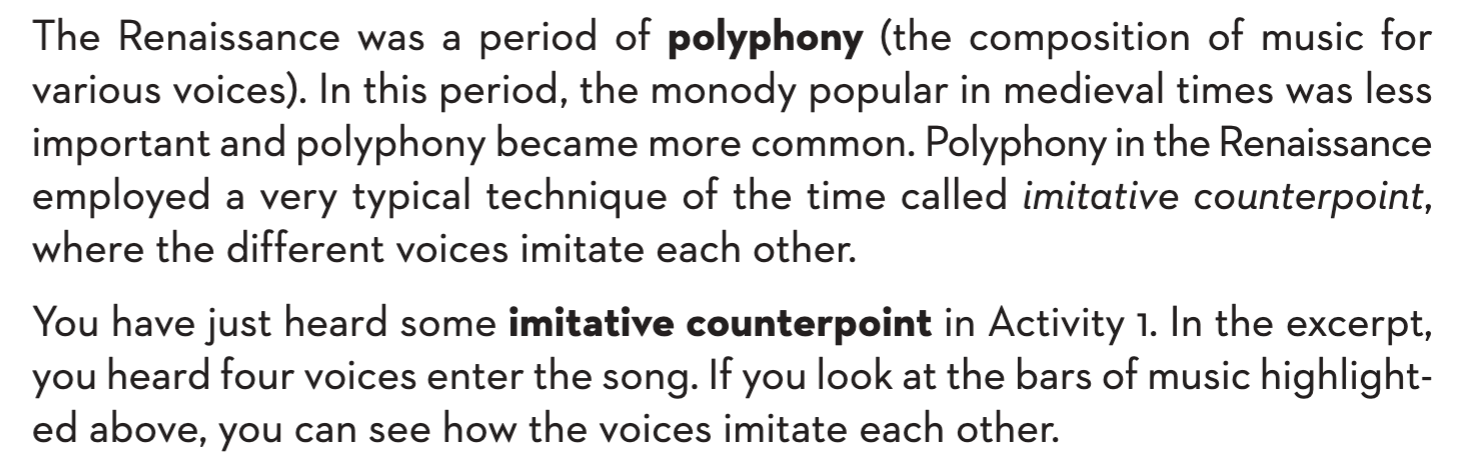 The Renaissance was a period of polyphony (the composition of music for
various voices). In this period, the monody popular in medieval times was less
important and polyphony became more common. Polyphony in the Renaissance
employed a very typical technique of the time called imitative counterpoint,
where the different voices imitate each other.
You have just heard some imitative counterpoint in Activity 1. In the excerpt,
you heard four voices enter the song. If you look at the bars of music highlight-
ed above, you can see how the voices imitate each other.